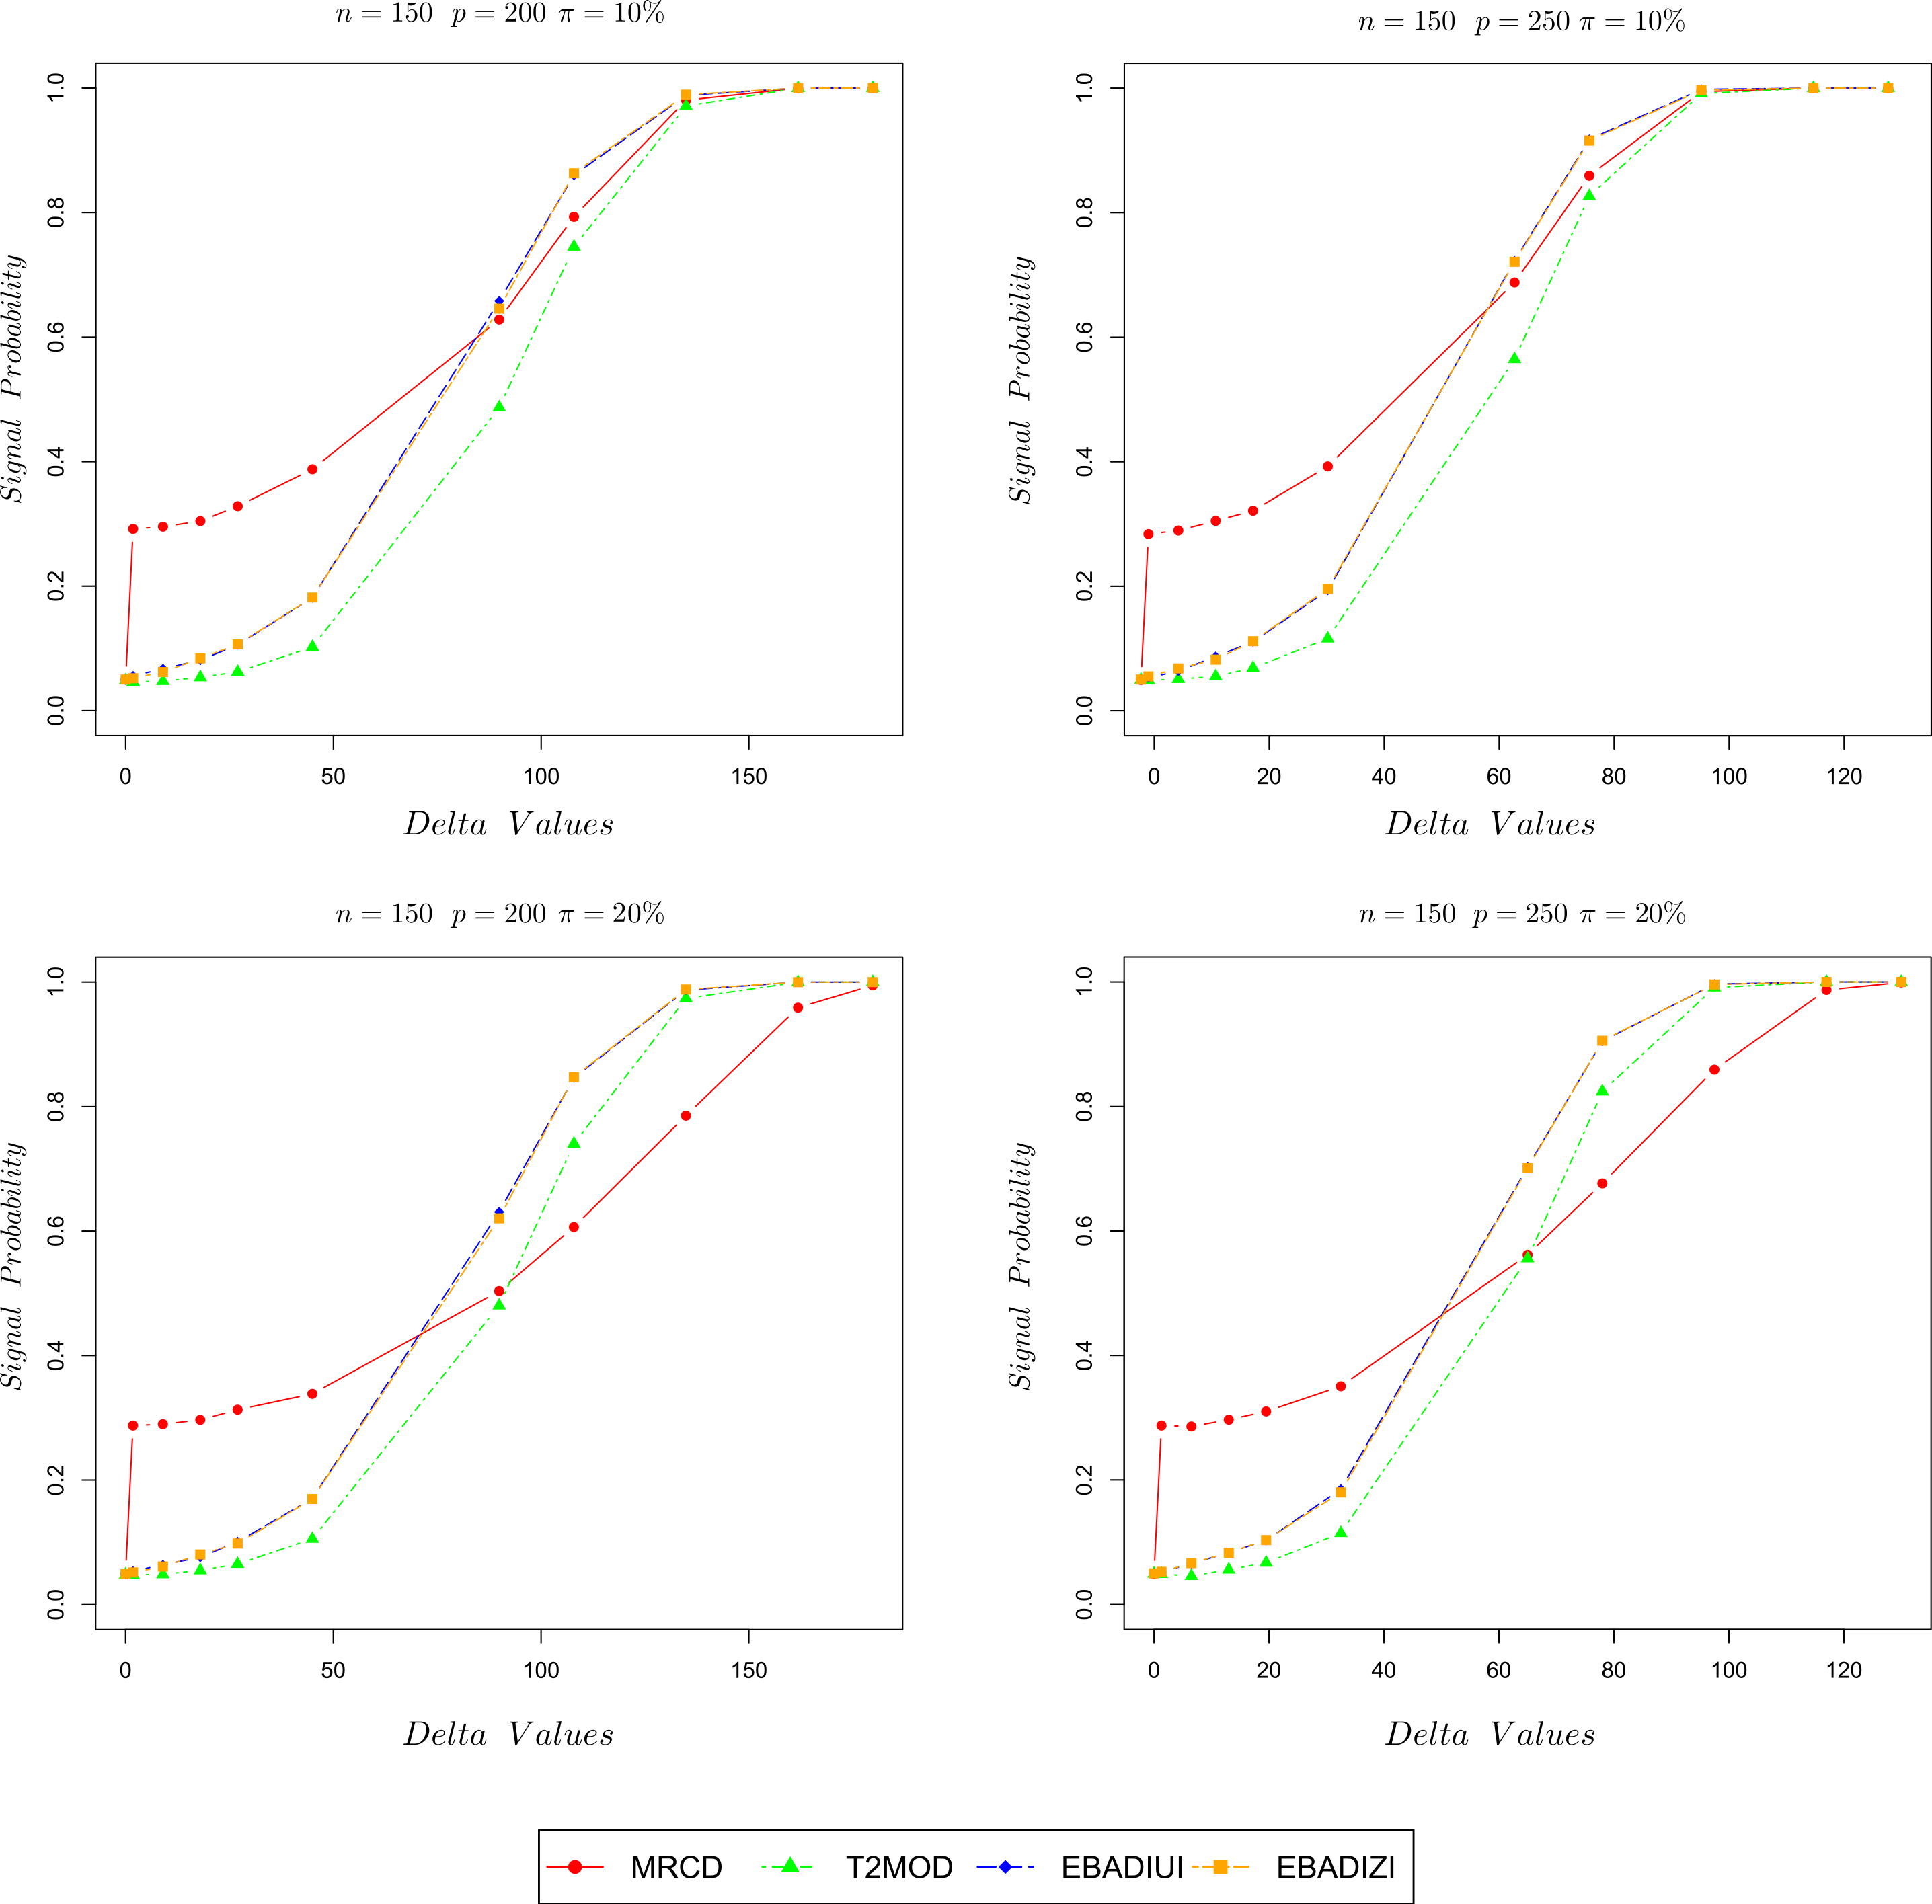 n = 150 p = 200 π = 10%
Signal Probability
1.0
0.8
0.6
0.4
0.2
0.0
0 50 100 150
Delta Values
n = 150 p = 250 π = 10%
Signal Probability
1.0
0.8
0.6
0.4
0.2
0.0
0 20 40 60 80 100 120
Delta Values
n = 150 p = 200 π = 20%
Signal Probability
1.0
0.8
0.6
0.4
0.2
0.0
0 50 100 150
Delta Values
n = 150 p = 250 π = 20%
Signal Probability
1.0
0.8
0.6
0.4
0.2
0.0
0 20 40 60 80 100 120
Delta Values
MRCD T2MOD EBADIUI EBADIZI